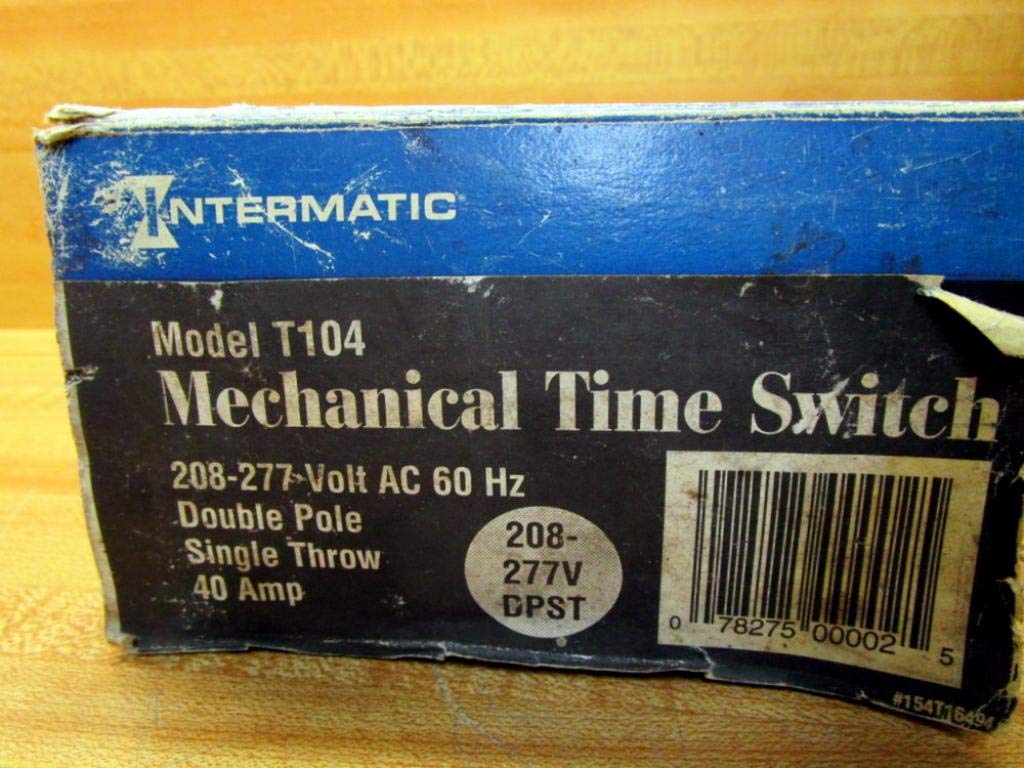 INTERMATIC®
Model T104
Mechanical Time Switch
208-277 Volt AC 60 Hz
Double Pole
Single Throw
40 Amp
208-
277V
DPST
0 78275 00002 5
#154T16494